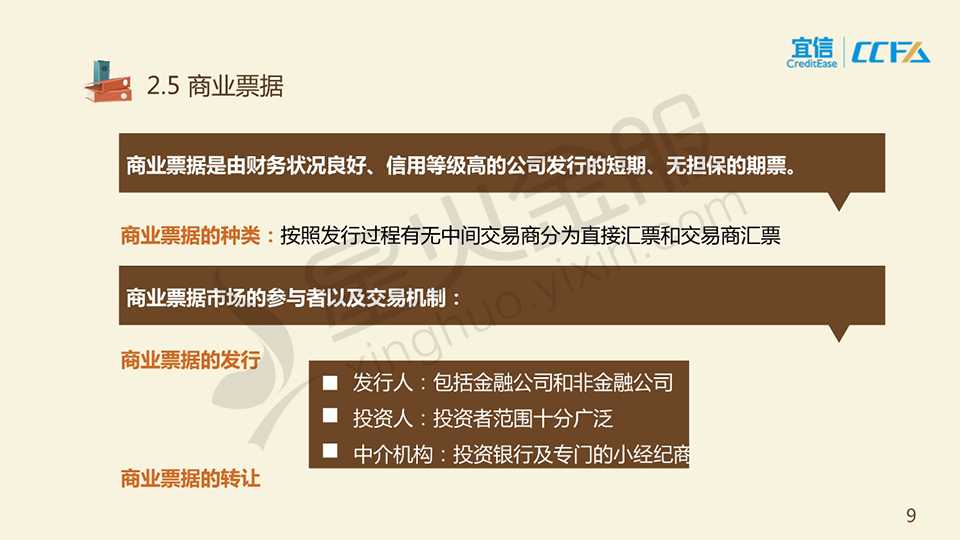 宜信
CreditEase
CCFA
2.5 商业票据
商业票据是由财务状况良好、信用等级高的公司发行的短期、无担保的期票。
商业票据的种类：按照发行过程有无中间交易商分为直接汇票和交易商汇票
商业票据市场的参与者以及交易机制：
商业票据的发行
发行人：包括金融公司和非金融公司
投资人：投资者范围十分广泛
中介机构：投资银行及专门的小经纪商
商业票据的转让
星火金服
xinghuo.yixin.com
9